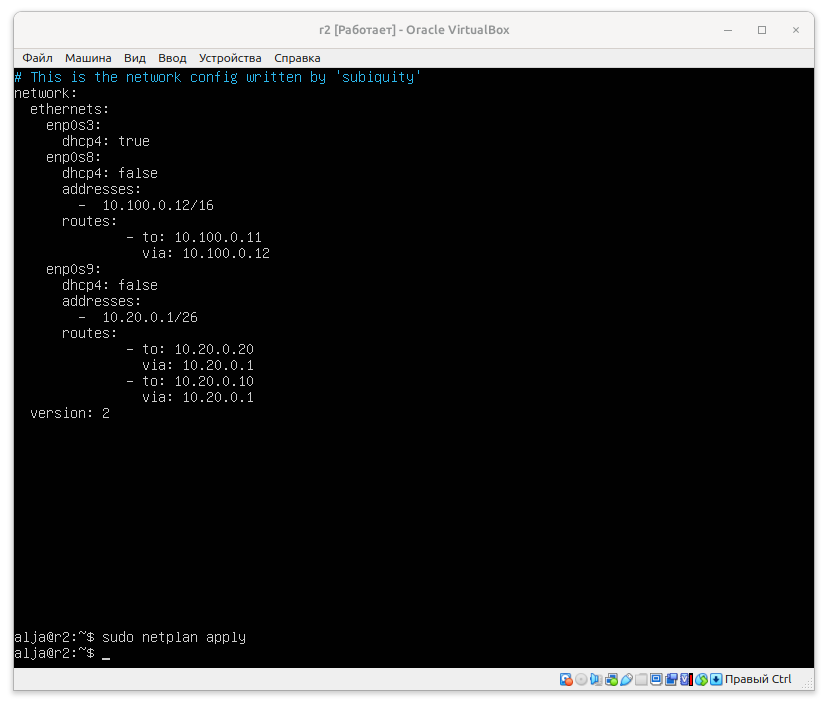 r2 [Работает] - Oracle VirtualBox
Файл Машина Вид Ввод Устройства Справка
# This is the network config written by 'subiquity'
network:
  ethernets:
    enp0s3:
      dhcp4: true
    enp0s8:
      dhcp4: false
      addresses:
        -  10.100.0.12/16
      routes:
              - to: 10.100.0.11
                via: 10.100.0.12
    enp0s9:
      dhcp4: false
      addresses:
        -  10.20.0.1/26
      routes:
              - to: 10.20.0.20
                via: 10.20.0.1
              - to: 10.20.0.10
                via: 10.20.0.1
  version: 2
alja@r2:~$ sudo netplan apply
alja@r2:~$ _
Правый Ctrl